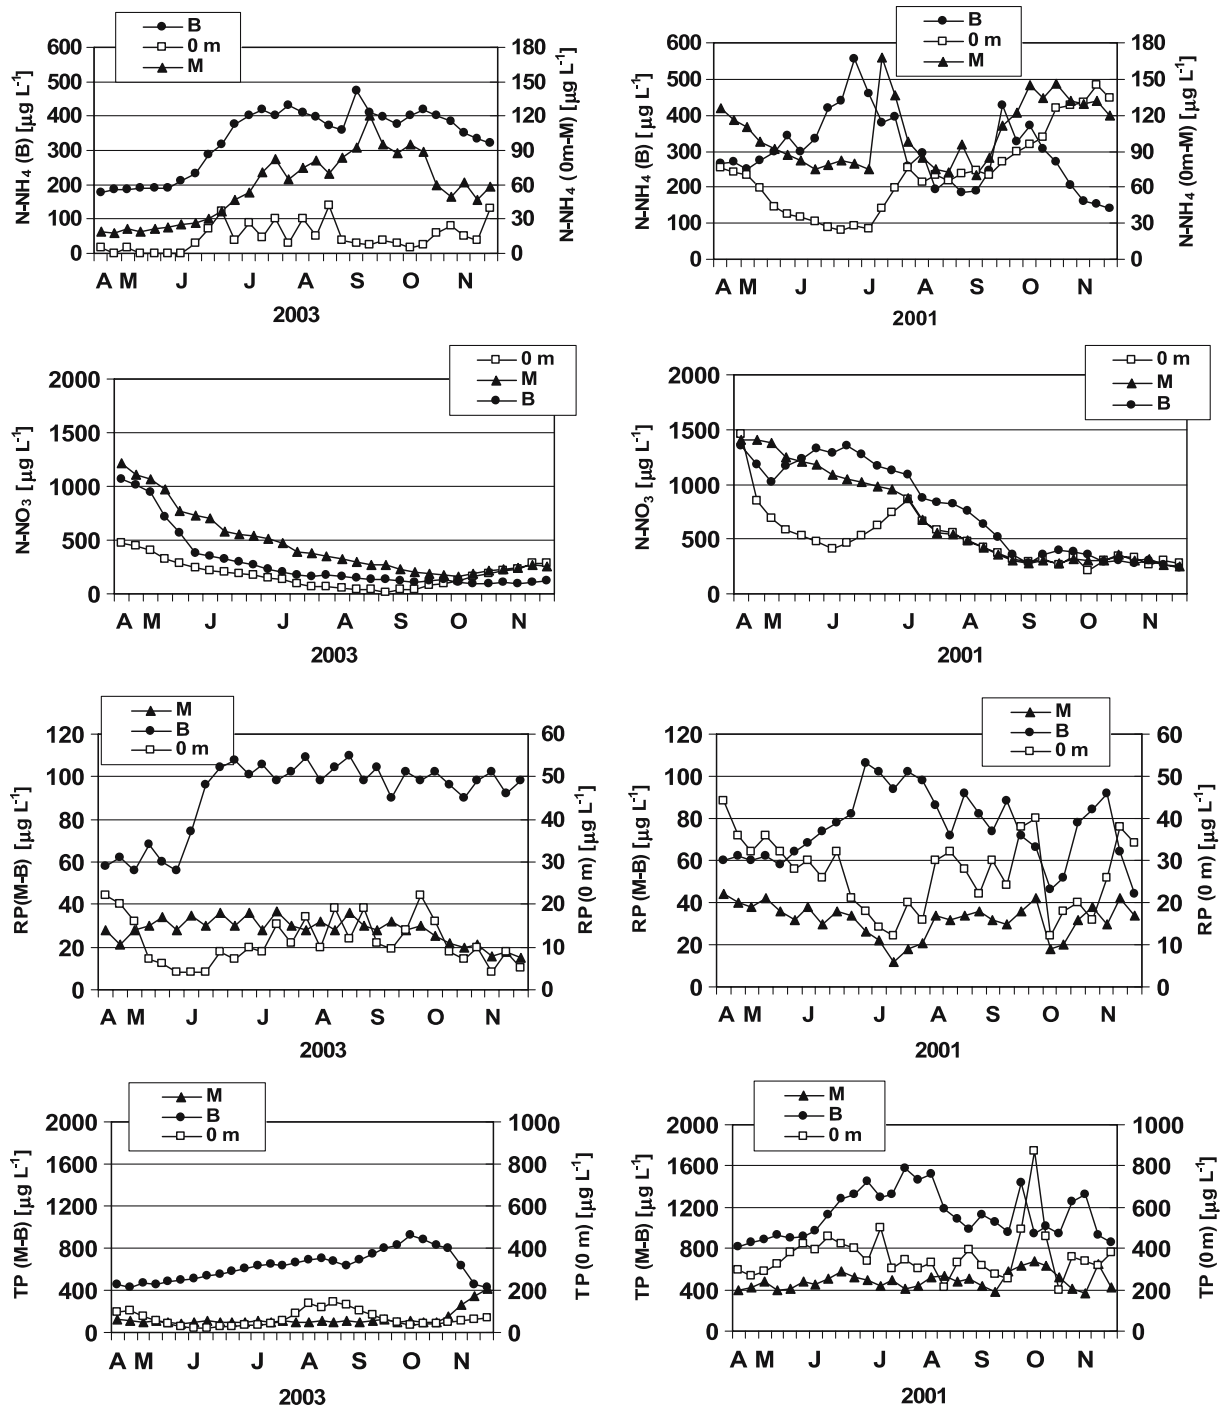 B
0 m
M
N-NH4 (B) [µg L-1]
600
500
400
300
200
100
0
180
150
120
90
60
30
0
N-NH4 (0m-M) [µg L-1]
A M J J A S O N
2003
B
0 m
M
N-NH4 (B) [µg L-1]
600
500
400
300
200
100
0
180
150
120
90
60
30
0
N-NH4 (0m-M) [µg L-1]
A M J J A S O N
2001
0 m
M
B
N-NO3 [µg L-1]
2000
1500
1000
500
0
A M J J A S O N
2003
0 m
M
B
N-NO3 [µg L-1]
2000
1500
1000
500
0
A M J J A S O N
2001
M
B
0 m
RP(M-B) [µg L-1]
120
100
80
60
40
20
0
60
50
40
30
20
10
0
RP (0 m) [µg L-1]
A M J J A S O N
2003
M
B
0 m
RP (M-B) [µg L-1]
120
100
80
60
40
20
0
60
50
40
30
20
10
0
RP (0 m) [µg L-1]
A M J J A S O N
2001
M
B
0 m
TP (M-B) [µg L-1]
2000
1600
1200
800
400
0
1000
800
600
400
200
0
TP (0 m) [µg L-1]
A M J J A S O N
2003
M
B
0 m
TP (M-B) [µg L-1]
2000
1600
1200
800
400
0
1000
800
600
400
200
0
TP (0 m) [µg L-1]
A M J J A S O N
2001